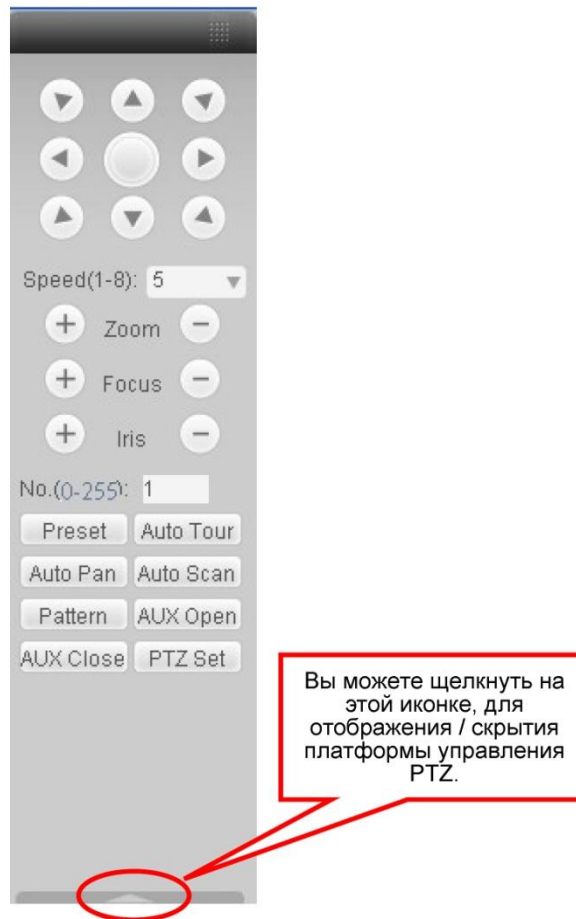 Speed(1-8): 5
+ Zoom −
+ Focus −
+ Iris −
No.(0-255): 1
Preset Auto Tour
Auto Pan Auto Scan
Pattern AUX Open
AUX Close PTZ Set
Вы можете щелкнуть на
этой иконке, для
отображения / скрытия
платформы управления
PTZ.